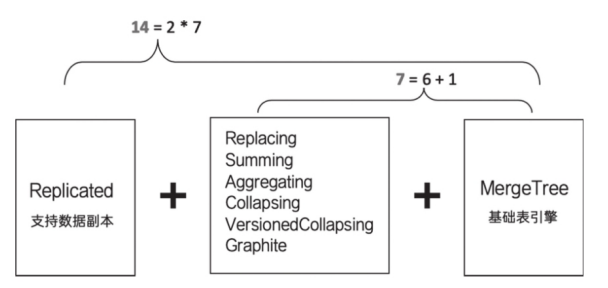 14 = 2 * 7
7 = 6 + 1
Replicated
支持数据副本
+
Replacing
Summing
Aggregating
Collapsing
VersionedCollapsing
Graphite
+
MergeTree
基础表引擎